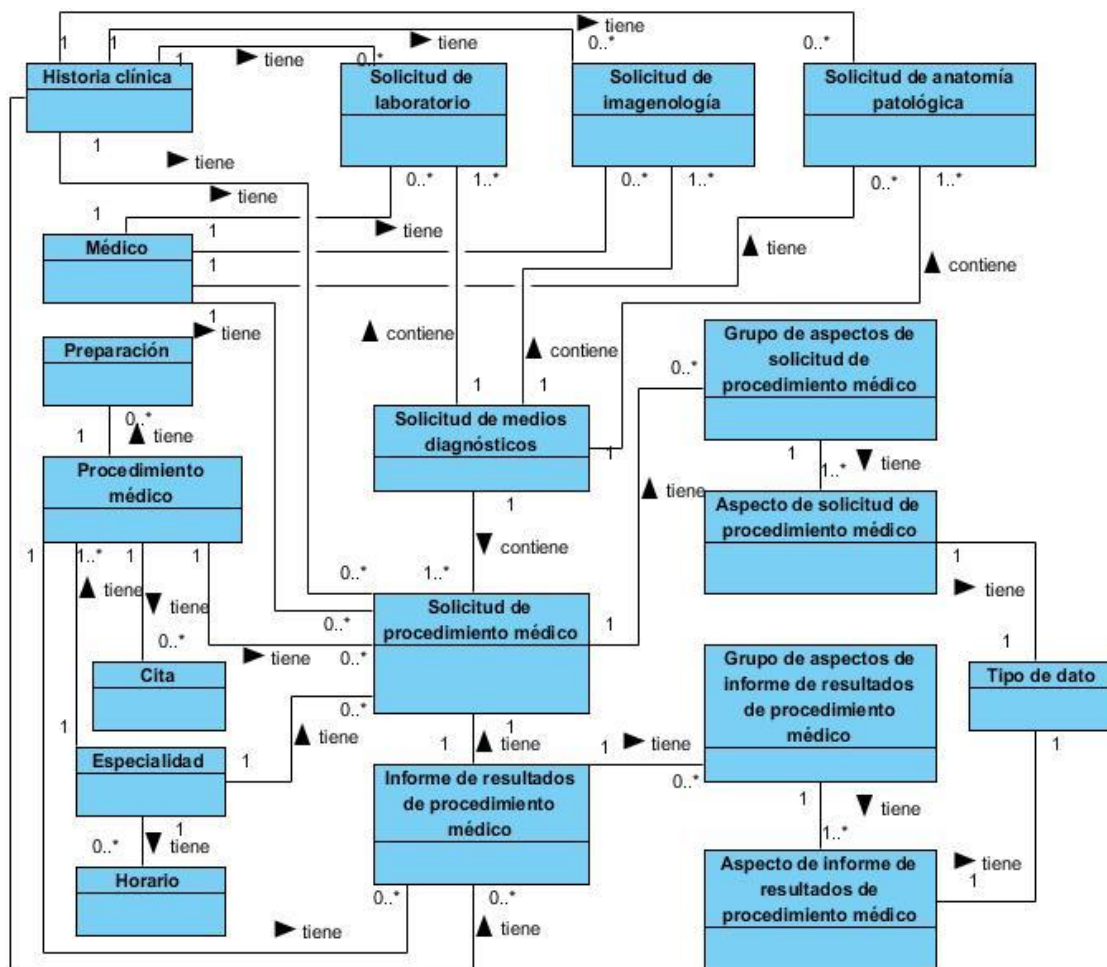 tiene
1
1
1
0..*
tiene
0..*
0..*
tiene
Historia clínica
Solicitud de
laboratorio
Solicitud de
imagenología
Solicitud de anatomía
patológica
1
tiene
0..*
1..*
0..*
1..*
0..*
1..*
tiene
1
1
tiene
Médico
1
tiene
contiene
1
tiene
Preparación
contiene
contiene
Grupo de aspectos de
solicitud de
procedimiento médico
0..*
0..*
1
tiene
1
1
Solicitud de medios
diagnósticos
1
1
1..*
tiene
Procedimiento
médico
tiene
Aspecto de solicitud de
procedimiento médico
1
1
1..*
1
1
contiene
1
tiene
tiene
tiene
0..*
1..*
Solicitud de
procedimiento médico
0..*
1
1
0..*
tiene
0..*
Cita
Grupo de aspectos de
informe de resultados
de procedimiento
médico
Tipo de dato
0..*
1
tiene
1
1
tiene
1
tiene
1
Especialidad
1
Informe de resultados
de procedimiento
médico
0..*
1
0..*
tiene
1
tiene
1..*
Horario
Aspecto de informe de
resultados de
procedimiento médico
tiene
1
0..*
0..*
tiene
tiene